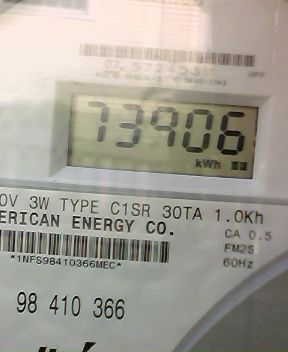 73906
kWh
0V 3W TYPE C1SR 30TA 1.0Kh
ERICAN ENERGY CO.
CA 0.5
FM2S
*1NFS98410366MEC*
60Hz
98 410 366